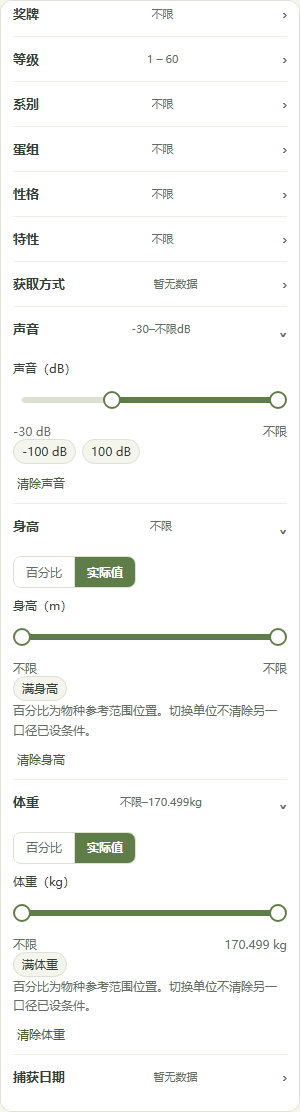 奖牌 不限 ›
等级 1 – 60 ›
系别 不限 ›
蛋组 不限 ›
性格 不限 ›
特性 不限 ›
获取方式 暂无数据 ›
声音 -30–不限dB ⌄
声音（dB）
-30 dB 不限
-100 dB 100 dB
清除声音
身高 不限 ⌄
百分比 实际值
身高（m）
不限 不限
满身高
百分比为物种参考范围位置。切换单位不清除另一
口径已设条件。
清除身高
体重 不限–170.499kg ⌄
百分比 实际值
体重（kg）
不限 170.499 kg
满体重
百分比为物种参考范围位置。切换单位不清除另一
口径已设条件。
清除体重
捕获日期 暂无数据 ›